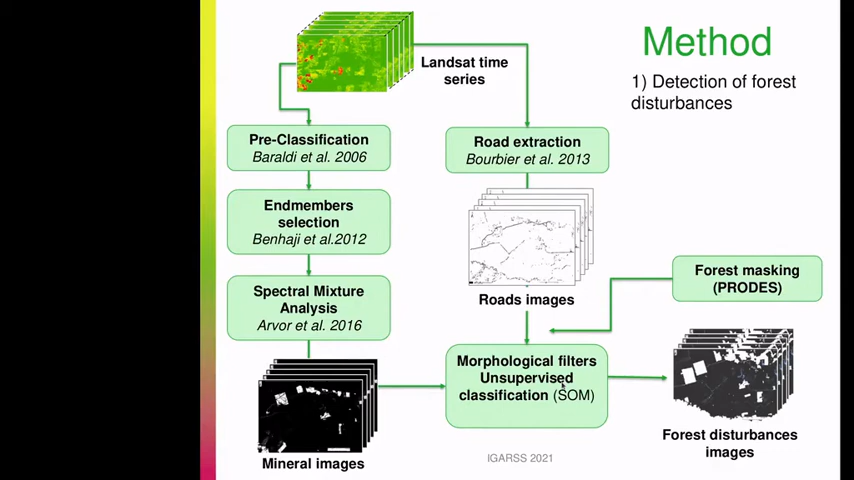 Method
1) Detection of forest
disturbances
Landsat time
series
Pre-Classification
Baraldi et al. 2006
Road extraction
Bourbier et al. 2013
Endmembers
selection
Benhaji et al.2012
Spectral Mixture
Analysis
Arvor et al. 2016
Roads images
Forest masking
(PRODES)
Morphological filters
Unsupervised
classification (SOM)
Mineral images
Forest disturbances
images
IGARSS 2021